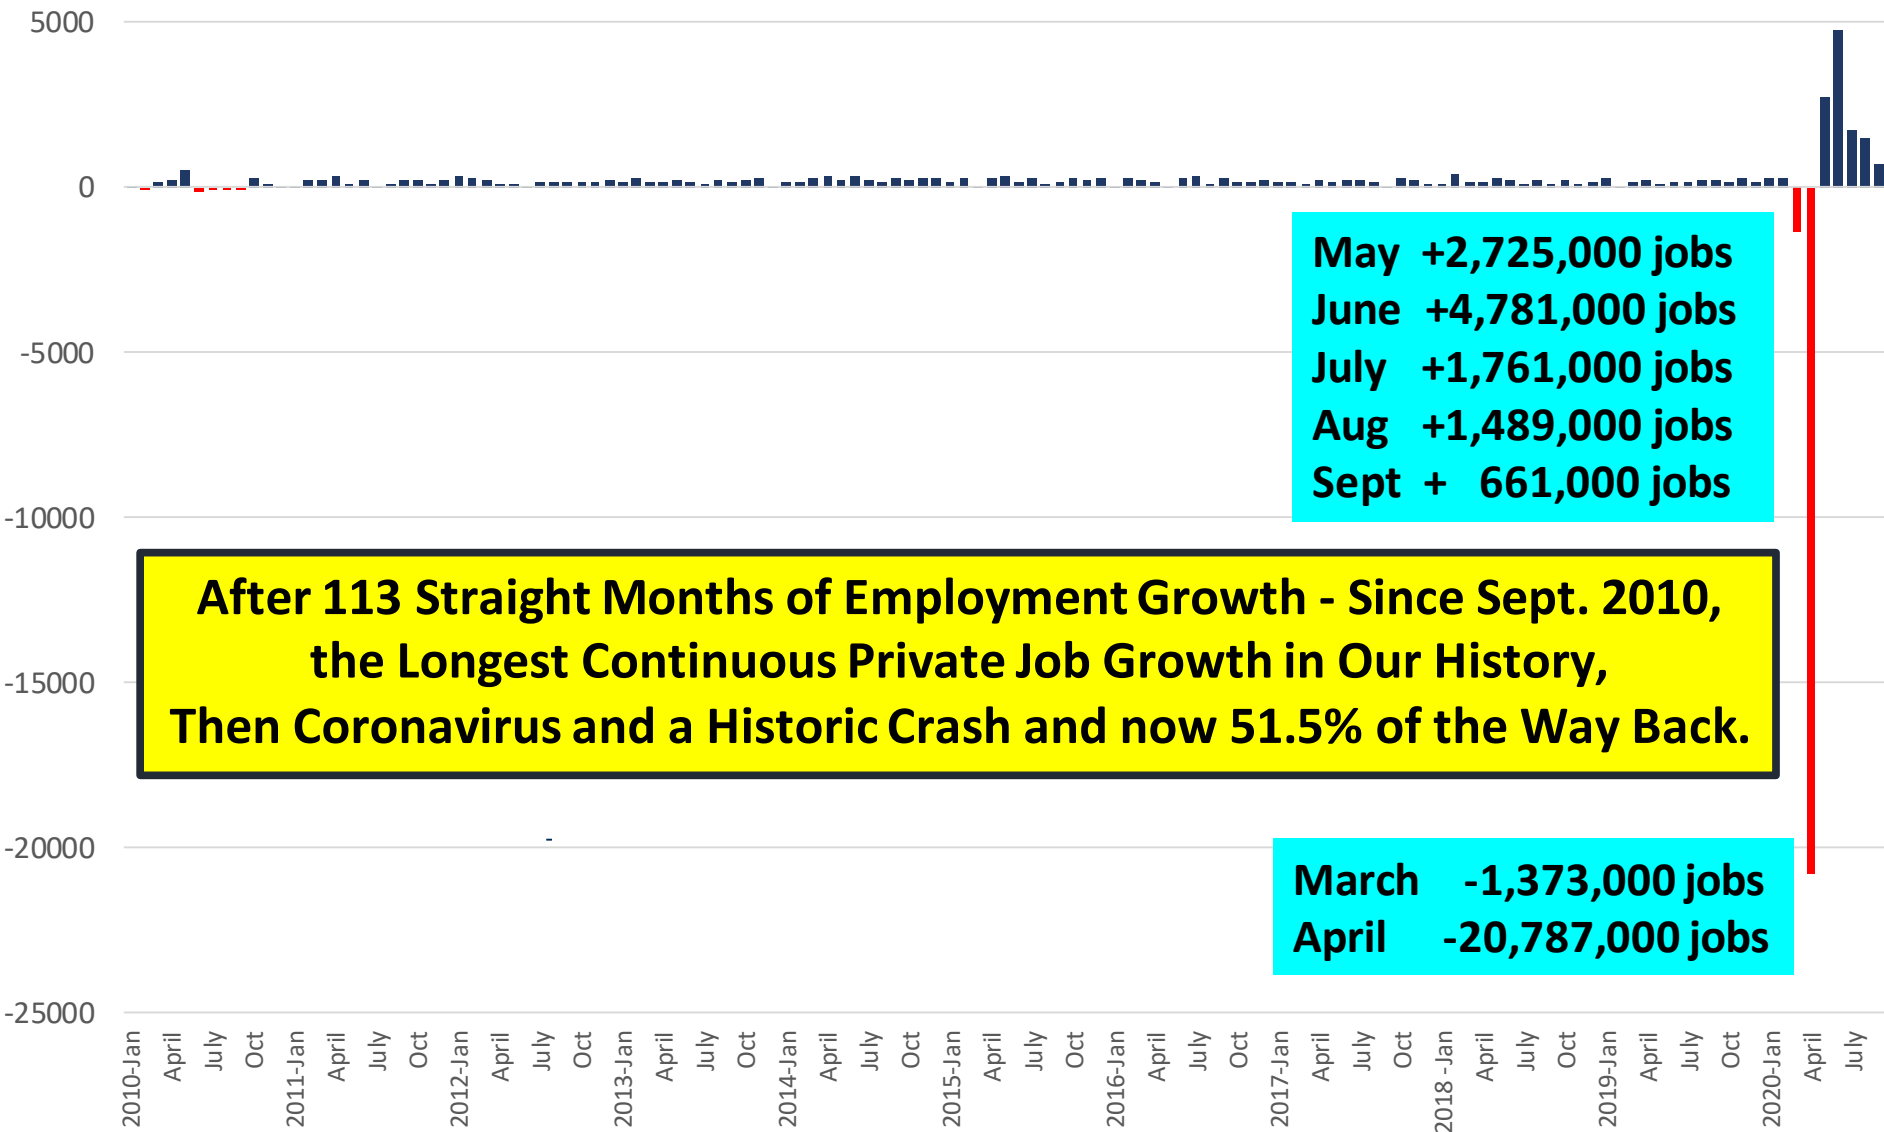 5000
0
-5000
-10000
-15000
-20000
-25000
May +2,725,000 jobs
June +4,781,000 jobs
July +1,761,000 jobs
Aug +1,489,000 jobs
Sept + 661,000 jobs
After 113 Straight Months of Employment Growth - Since Sept. 2010,
the Longest Continuous Private Job Growth in Our History,
Then Coronavirus and a Historic Crash and now 51.5% of the Way Back.
-
March -1,373,000 jobs
April -20,787,000 jobs
2010-Jan
April
July
Oct
2011-Jan
April
July
Oct
2012-Jan
April
July
Oct
2013-Jan
April
July
Oct
2014-Jan
April
July
Oct
2015-Jan
April
July
Oct
2016-Jan
April
July
Oct
2017-Jan
April
July
Oct
2018 -Jan
April
July
Oct
2019-Jan
April
July
Oct
2020-Jan
April
July